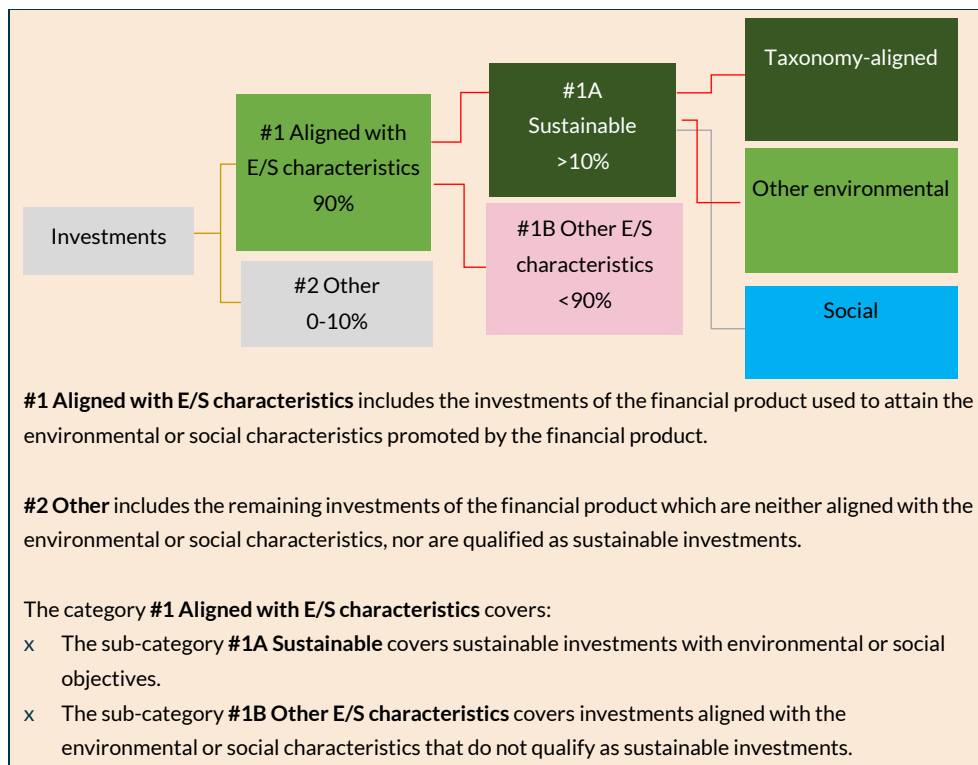 Investments
#1 Aligned with
E/S characteristics
90%
#2 Other
0-10%
#1A
Sustainable
>10%
#1B Other E/S
characteristics
<90%
Taxonomy-aligned
Other environmental
Social
#1 Aligned with E/S characteristics includes the investments of the financial product used to attain the
environmental or social characteristics promoted by the financial product.
#2 Other includes the remaining investments of the financial product which are neither aligned with the
environmental or social characteristics, nor are qualified as sustainable investments.
The category #1 Aligned with E/S characteristics covers:
x The sub-category #1A Sustainable covers sustainable investments with environmental or social
objectives.
x The sub-category #1B Other E/S characteristics covers investments aligned with the
environmental or social characteristics that do not qualify as sustainable investments.